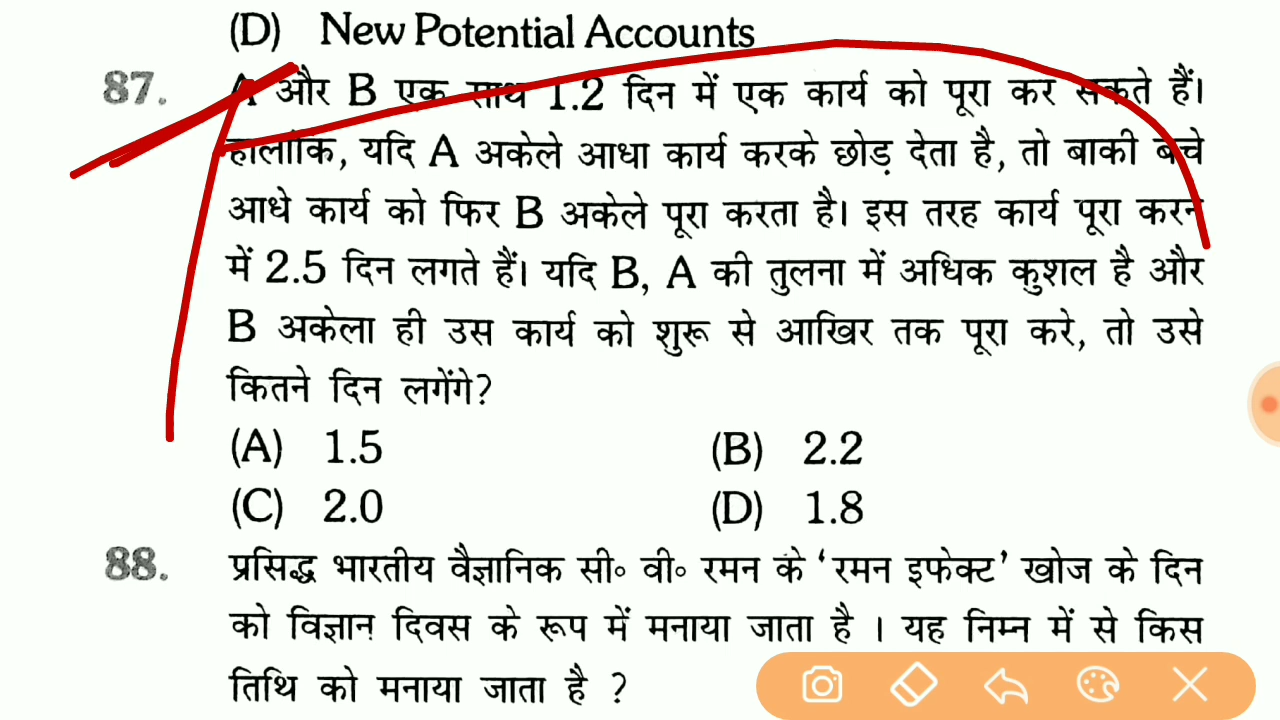 (D) New Potential Accounts
87. A और B एक साथ 1.2 दिन में एक कार्य को पूरा कर सकते हैं।
हालाँकि, यदि A अकेले आधा कार्य करके छोड़ देता है, तो बाकी बचे
आधे कार्य को फिर B अकेले पूरा करता है। इस तरह कार्य पूरा करने
में 2.5 दिन लगते हैं। यदि B, A की तुलना में अधिक कुशल है और
B अकेला ही उस कार्य को शुरू से आखिर तक पूरा करे, तो उसे
कितने दिन लगेंगे?
(A) 1.5 (B) 2.2
(C) 2.0 (D) 1.8
88. प्रसिद्ध भारतीय वैज्ञानिक सी॰ वी॰ रमन के ‘रमन इफेक्ट’ खोज के दिन
को विज्ञान दिवस के रूप में मनाया जाता है । यह निम्न में से किस
तिथि को मनाया जाता है ?